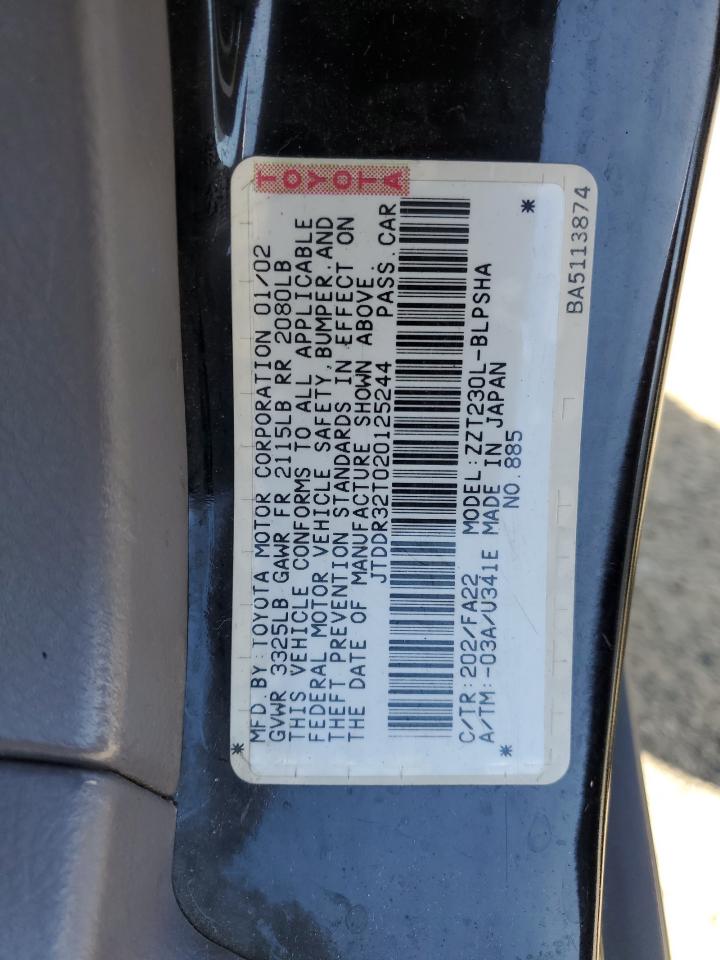 TOYOTA
MFD. BY: TOYOTA MOTOR CORPORATION 01/02
GVWR 3325LB GAWR FR 2115LB RR 2080LB
THIS VEHICLE CONFORMS TO ALL APPLICABLE
FEDERAL MOTOR VEHICLE SAFETY, BUMPER, AND
THEFT PREVENTION STANDARDS IN EFFECT ON
THE DATE OF MANUFACTURE SHOWN ABOVE.
JTDDR32T020125244 PASS. CAR
C/TR: 202/FA22 MODEL: ZZT230L-BLPSHA
A/TM: -03A/U341E MADE IN JAPAN
NO. 885
BA5113874